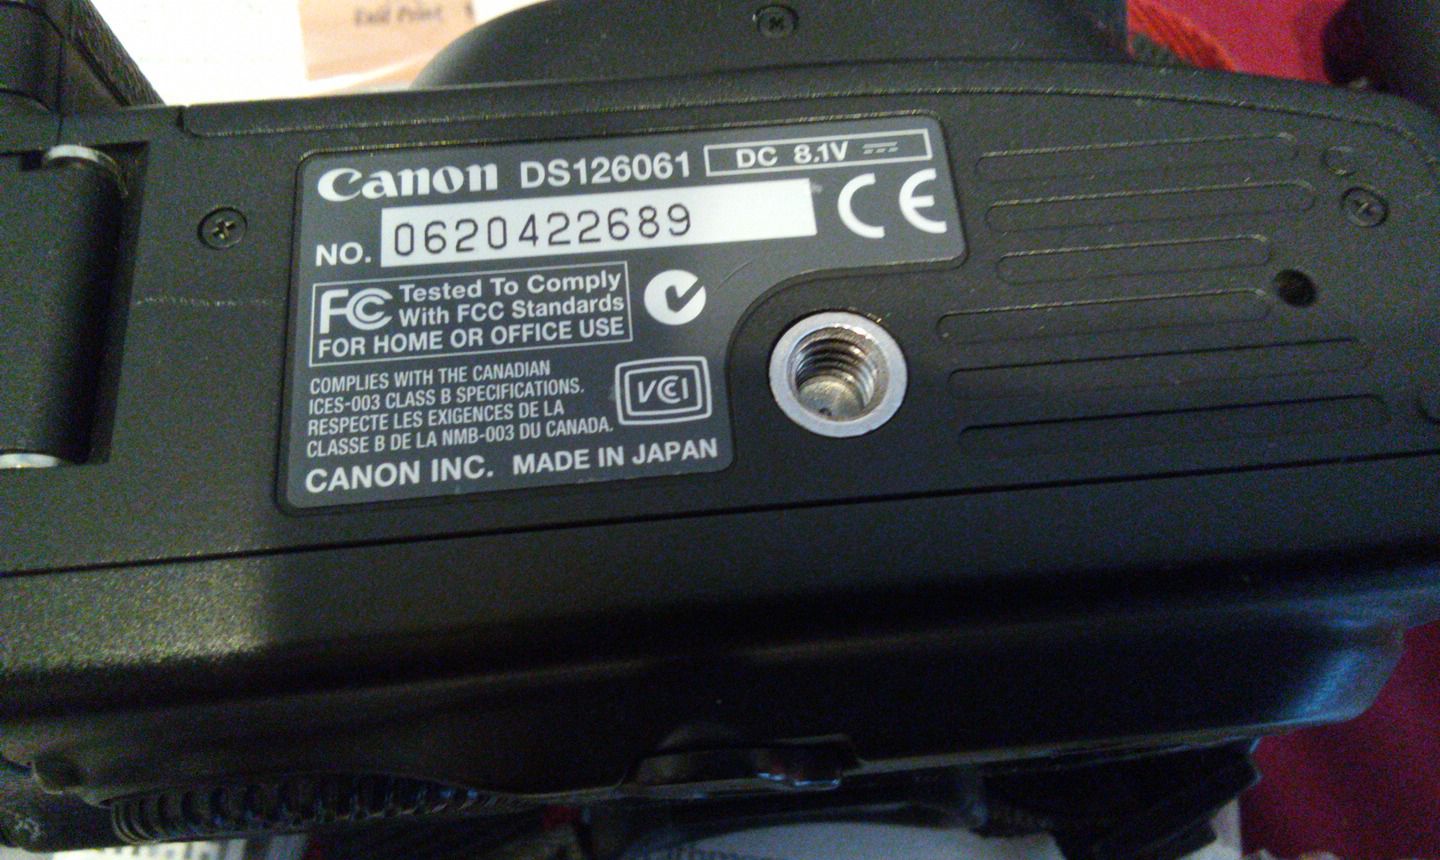 Exit Point
Canon DS126061 DC 8.1V
NO. 0620422689 CE
FC Tested To Comply
With FCC Standards
FOR HOME OR OFFICE USE
COMPLIES WITH THE CANADIAN
ICES-003 CLASS B SPECIFICATIONS.
RESPECTE LES EXIGENCES DE LA
CLASSE B DE LA NMB-003 DU CANADA.
VCI
CANON INC. MADE IN JAPAN